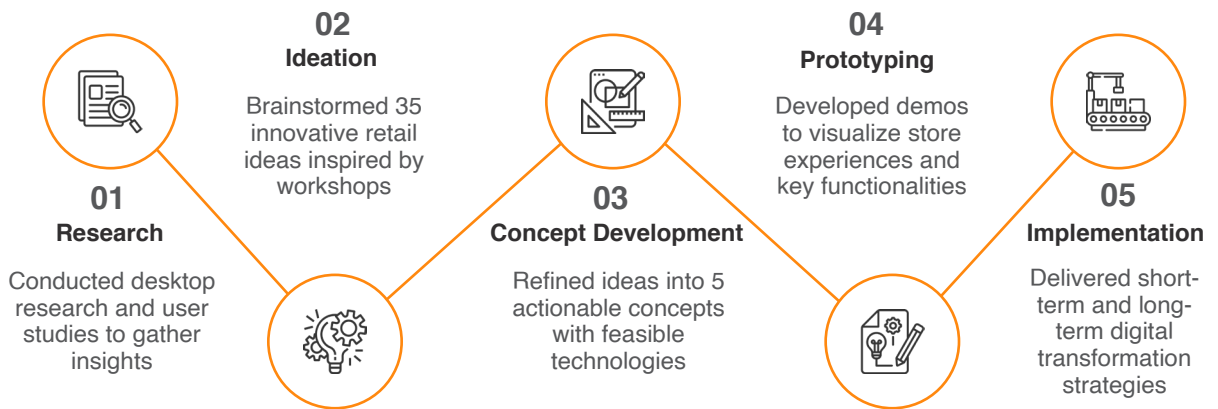 01
Research
Conducted desktop
research and user
studies to gather
insights
02
Ideation
Brainstormed 35
innovative retail
ideas inspired by
workshops
03
Concept Development
Refined ideas into 5
actionable concepts
with feasible
technologies
04
Prototyping
Developed demos
to visualize store
experiences and
key functionalities
05
Implementation
Delivered short-
term and long-
term digital
transformation
strategies